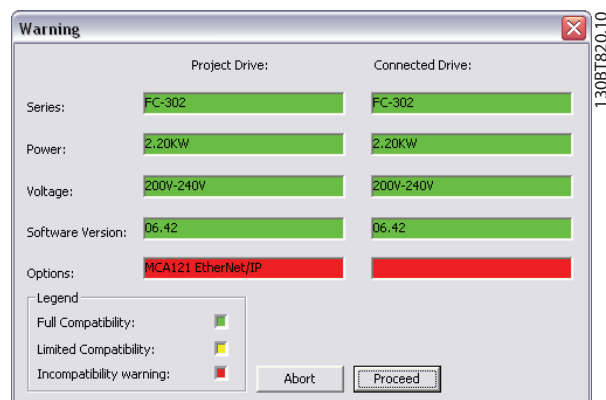 Warning
Project Drive: Connected Drive:
Series: FC-302 FC-302
Power: 2.20KW 2.20KW
Voltage: 200V-240V 200V-240V
Software Version: 06.42 06.42
Options: MCA121 EtherNet/IP
Legend
Full Compatibility:
Limited Compatibility:
Incompatibility warning:
Abort Proceed
130BT820.10